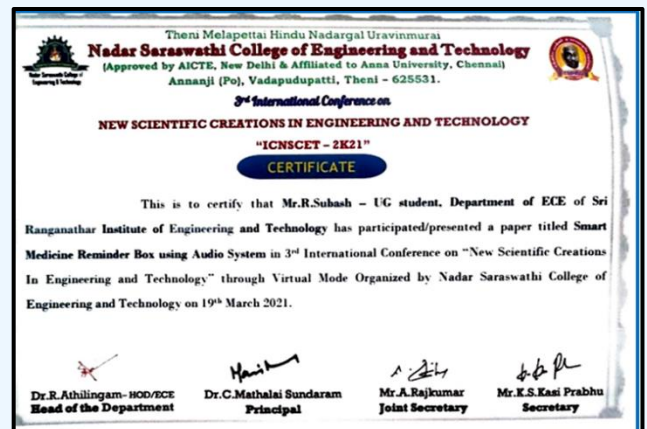 Theni Melapettai Hindu Nadargal Uravinmurai
Nadar Saraswathi College of Engineering and Technology
(Approved by AICTE, New Delhi & Affiliated to Anna University, Chennai)
Annanji (Po), Vadapudupatti, Theni – 625531.
Nadar Saraswathi College of
Engineering & Technology
3rd International Conference on
NEW SCIENTIFIC CREATIONS IN ENGINEERING AND TECHNOLOGY
"ICNSCET – 2K21"
CERTIFICATE
This is to certify that Mr.R.Subash – UG student, Department of ECE of Sri
Ranganathar Institute of Engineering and Technology has participated/presented a paper titled Smart
Medicine Reminder Box using Audio System in 3rd International Conference on "New Scientific Creations
In Engineering and Technology" through Virtual Mode Organized by Nadar Saraswathi College of
Engineering and Technology on 19th March 2021.
Dr.R.Athilingam- HOD/ECE
Head of the Department
Dr.C.Mathalai Sundaram
Principal
Mr.A.Rajkumar
Joint Secretary
Mr.K.S.Kasi Prabhu
Secretary